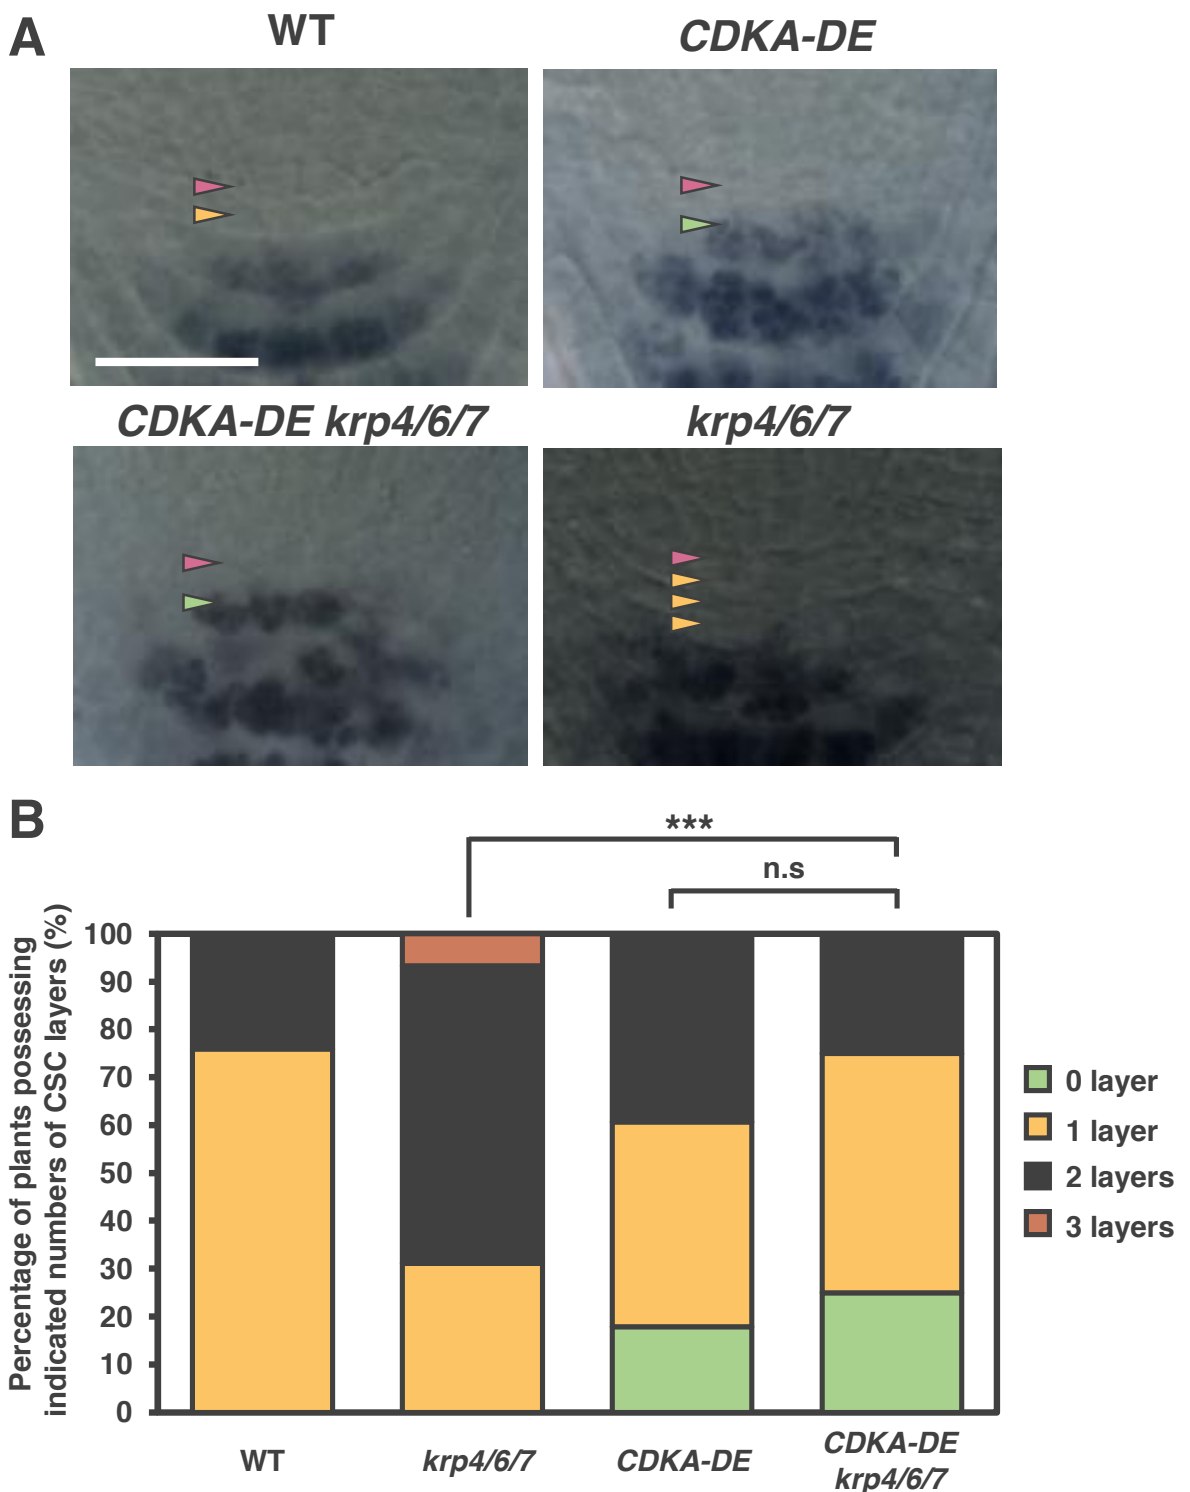 A
WT
CDKA-DE
CDKA-DE krp4/6/7
krp4/6/7
B
***
n.s
Percentage of plants possessing
indicated numbers of CSC layers (%)
100
90
80
70
60
50
40
30
20
10
0
0 layer
1 layer
2 layers
3 layers
WT
krp4/6/7
CDKA-DE
CDKA-DE
krp4/6/7